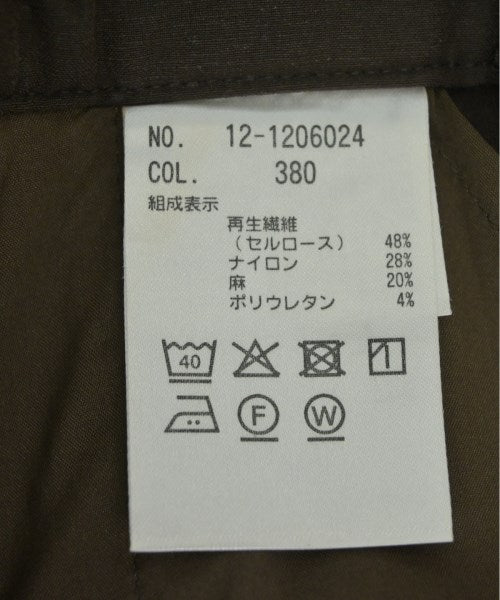 NO. 12-1206024
COL. 380
組成表示
再生繊維
(セルロース) 48%
ナイロン 28%
麻 20%
ポリウレタン 4%
40
F W